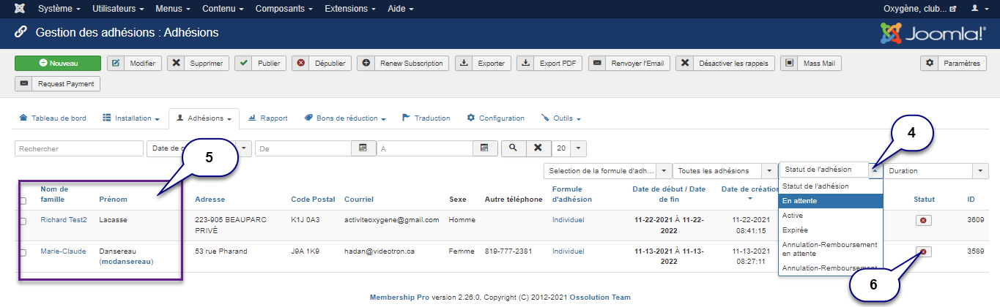 Système Utilisateurs Menus Contenu Composants Extensions Aide Oxygène, club...
Gestion des adhésions : Adhésions Joomla!®
Nouveau Modifier Supprimer Publier Dépublier Renew Subscription Exporter Export PDF Renvoyer l'Email Désactiver les rappels Mass Mail Paramètres
Request Payment
Tableau de bord Installation Adhésions Rapport Bons de réduction Traduction Configuration Outils
4
Rechercher Date de De À 20
5
Selection de la formule d'adh... Toutes les adhésions Statut de l'adhésion Duration
Statut de l'adhésion
En attente
Active
Expirée
Annulation-Remboursement
en attente
Annulation-Remboursement
Nom de famille Prénom Adresse Code Postal Courriel Sexe Autre téléphone Formule d'adhésion Date de début / Date de fin Date de création Statut ID
Richard Test2 Lacasse 223-905 BEAUPARC PRIVÉ K1J 0A3 activiteoxygene@gmail.com Homme Individuel 11-22-2021 À 11-22-2022 11-22-2021 08:41:15 3609
Marie-Claude Dansereau (mcdansereau) 53 rue Pharand J9A 1K9 hadan@videotron.ca Femme 819-777-2381 Individuel 11-13-2021 À 11-13-2022 11-13-2021 08:27:11 3589
6
Membership Pro version 2.26.0, Copyright (C) 2012-2021 Ossolution Team